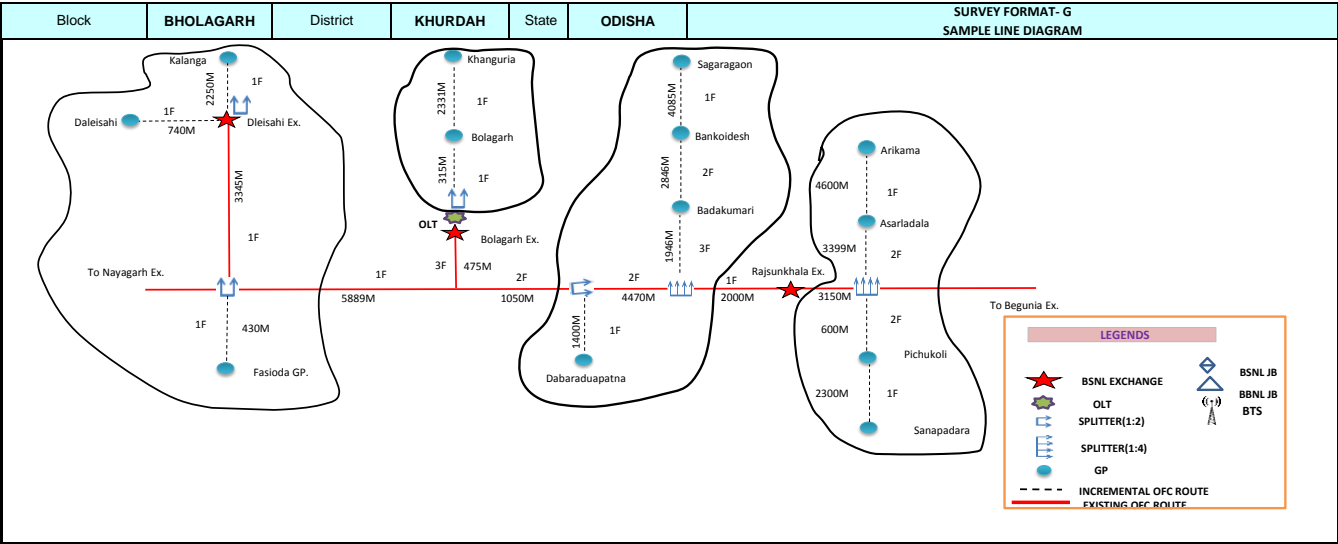 Block BHOLAGARH District KHURDAH State ODISHA SURVEY FORMAT- G
SAMPLE LINE DIAGRAM
Kalanga
2250M
1F
1F
Daleisahi
740M
Dleisahi Ex.
3345M
1F
To Nayagarh Ex.
1F
430M
Fasioda GP.
Khanguria
2331M
1F
Bolagarh
315M
1F
OLT
Bolagarh Ex.
1F
3F
475M
2F
5889M
1050M
Sagaragaon
4085M
1F
Bankoidesh
2846M
2F
Badakumari
1946M
3F
2F
1F
4470M
2000M
1400M
1F
Dabaraduapatna
Rajsunkhala Ex.
Arikama
4600M
1F
Asarladala
3399M
2F
3150M
600M
2F
Pichukoli
2300M
1F
Sanapadara
To Begunia Ex.
LEGENDS
BSNL EXCHANGE
OLT
SPLITTER(1:2)
SPLITTER(1:4)
GP
INCREMENTAL OFC ROUTE
EXISTING OFC ROUTE
BSNL JB
BBNL JB
BTS